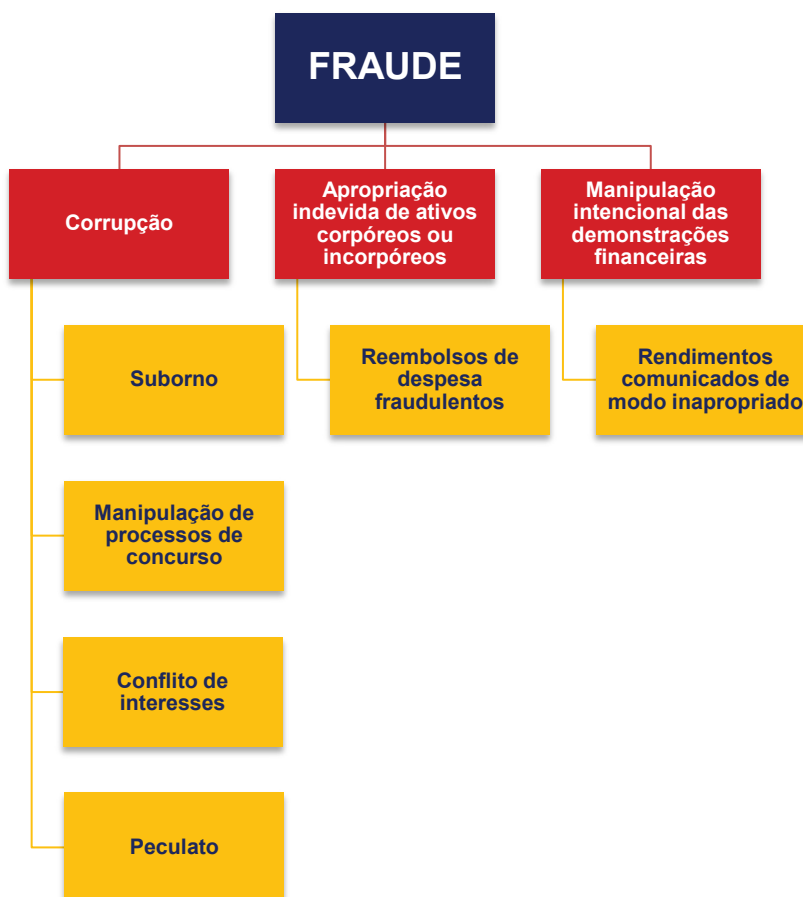 FRAUDE
Corrupção
Apropriação
indevida de ativos
corpóreos ou
incorpóreos
Manipulação
intencional das
demonstrações
financeiras
Suborno
Reembolsos de
despesa
fraudulentos
Rendimentos
comunicados de
modo inapropriado
Manipulação de
processos de
concurso
Conflito de
interesses
Peculato